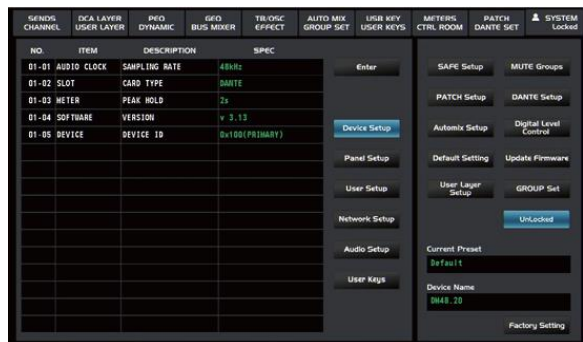 SENDS CHANNEL
DCA LAYER USER LAYER
PEQ DYNAMIC
GEQ BUS MIXER
TB/OSC EFFECT
AUTO MIX GROUP SET
USB KEY USER KEYS
METERS CTRL ROOM
PATCH DANTE SET
SYSTEM Locked
NO. ITEM DESCRIPTION SPEC
01-01 AUDIO CLOCK SAMPLING RATE 48kHz
01-02 SLOT CARD TYPE DANTE
01-03 METER PEAK HOLD 2s
01-04 SOFTWARE VERSION v 3.13
01-05 DEVICE DEVICE ID 0x100(PRIMARY)
Enter
Device Setup
Panel Setup
User Setup
Network Setup
Audio Setup
User Keys
SAFE Setup
MUTE Groups
PATCH Setup
DANTE Setup
Automix Setup
Digital Level
Control
Default Setting
Update Firmware
User Layer
Setup
GROUP Set
UnLocked
Current Preset
Default
Device Name
DM48.20
Factory Setting